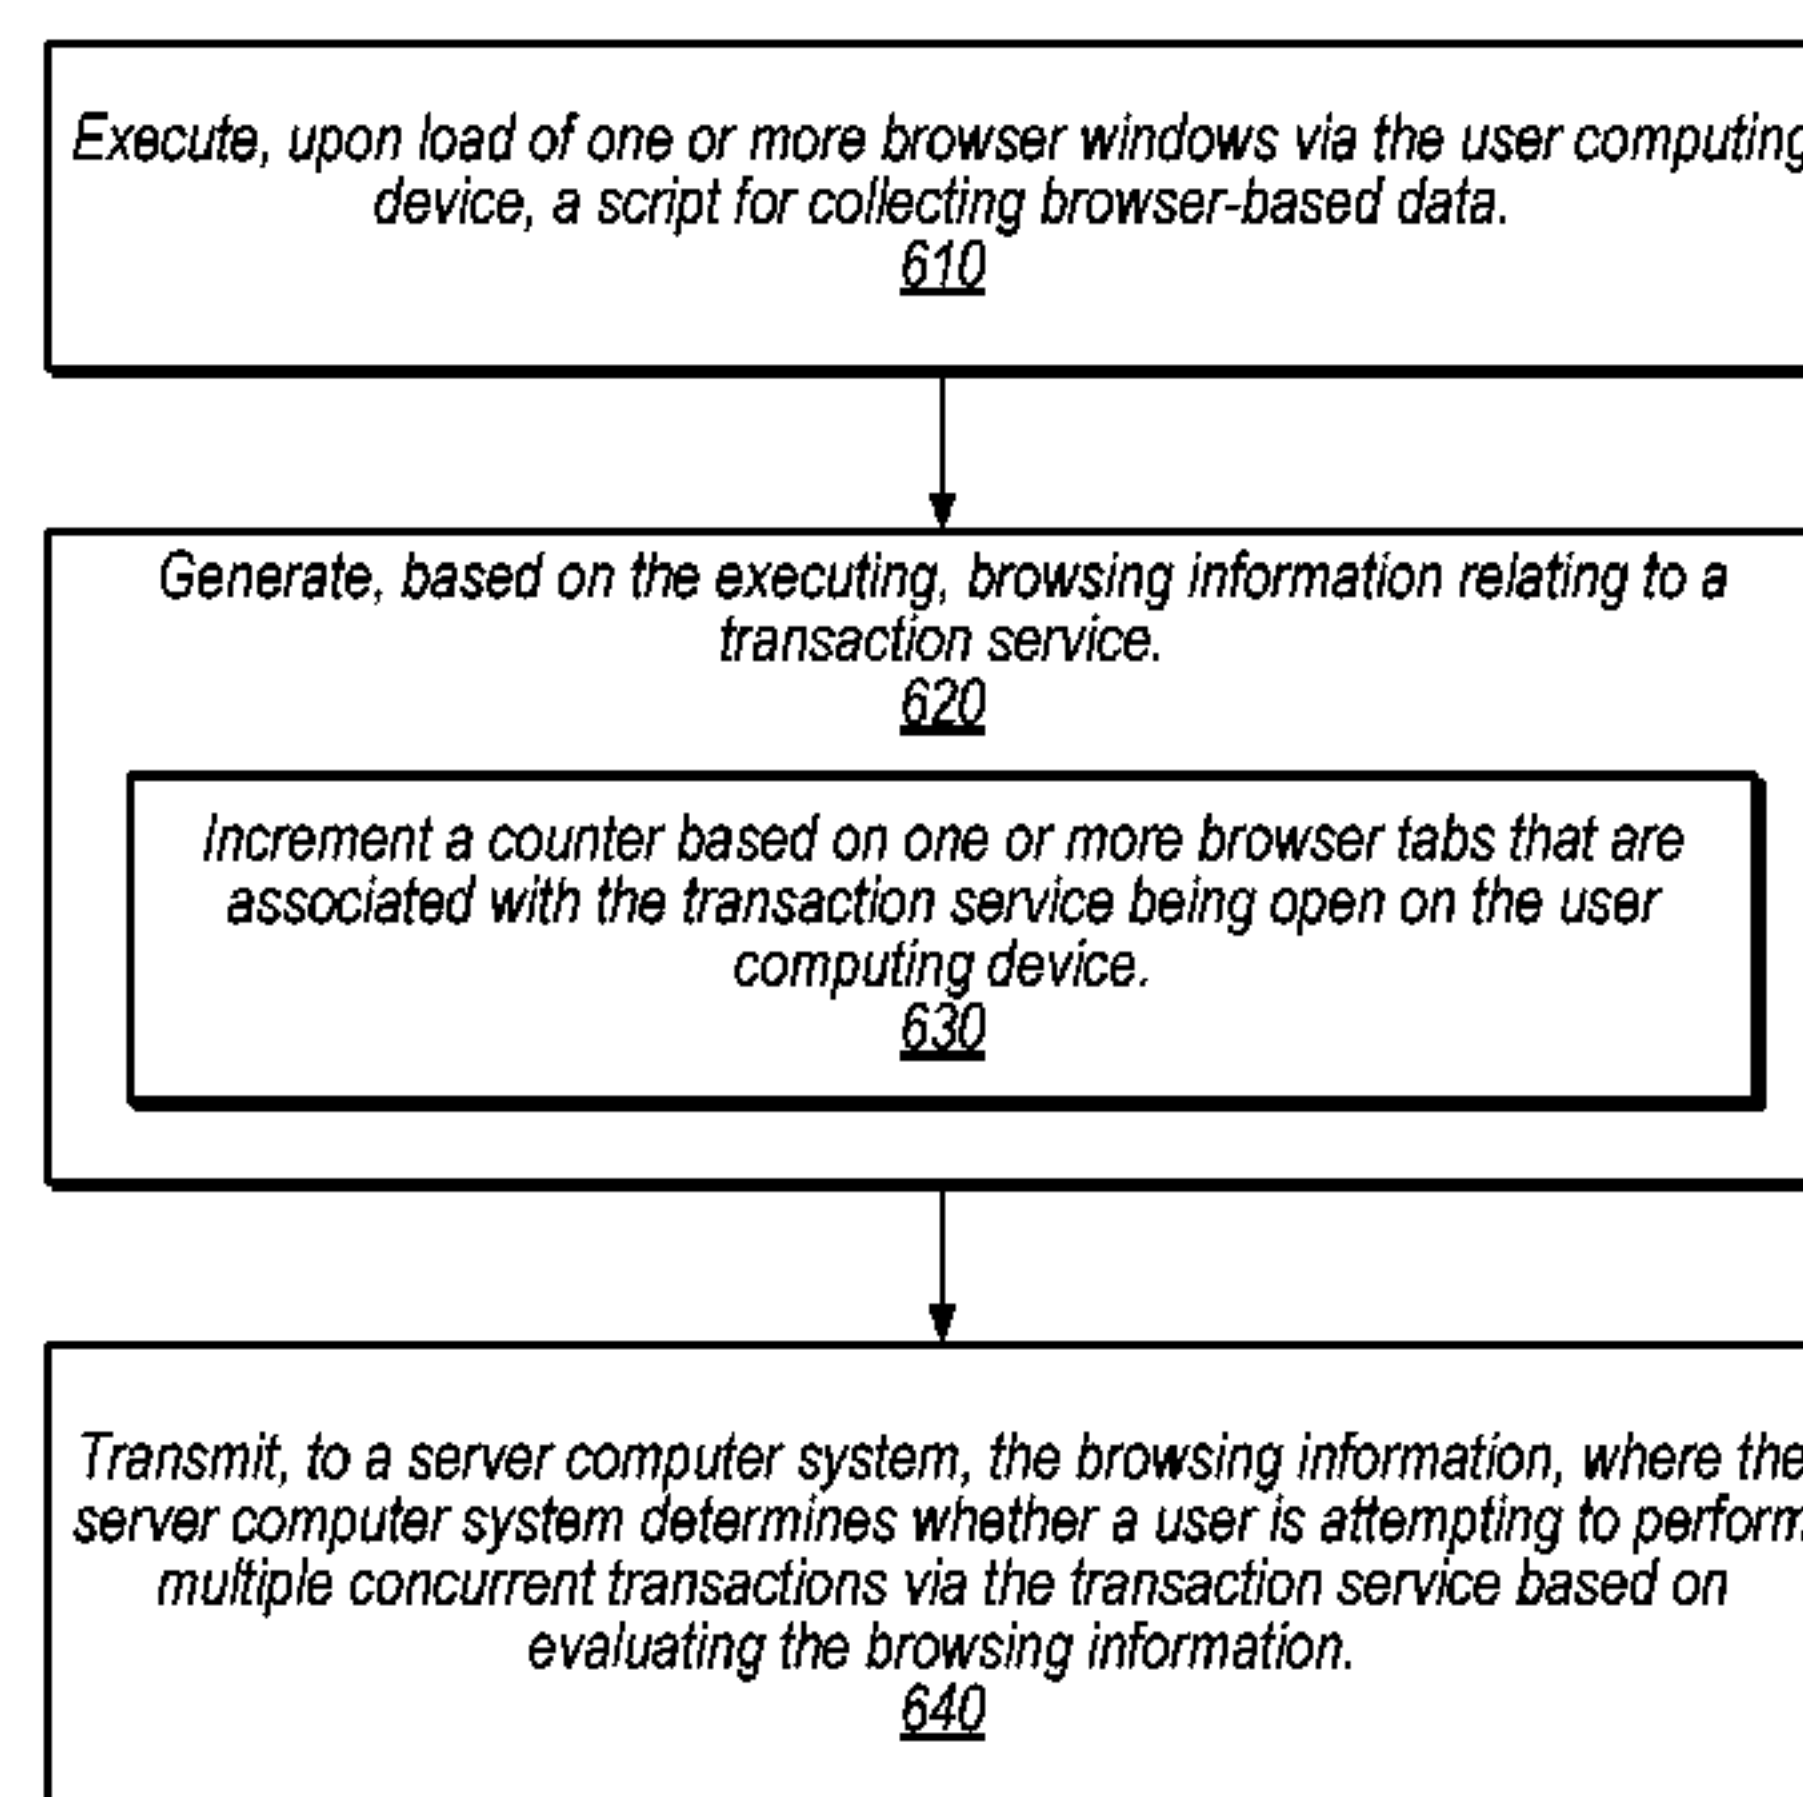 Execute, upon load of one or more browser windows via the user computing
device, a script for collecting browser-based data.
610
Generate, based on the executing, browsing information relating to a
transaction service.
620
Increment a counter based on one or more browser tabs that are
associated with the transaction service being open on the user
computing device.
630
Transmit, to a server computer system, the browsing information, where the
server computer system determines whether a user is attempting to perform
multiple concurrent transactions via the transaction service based on
evaluating the browsing information.
640